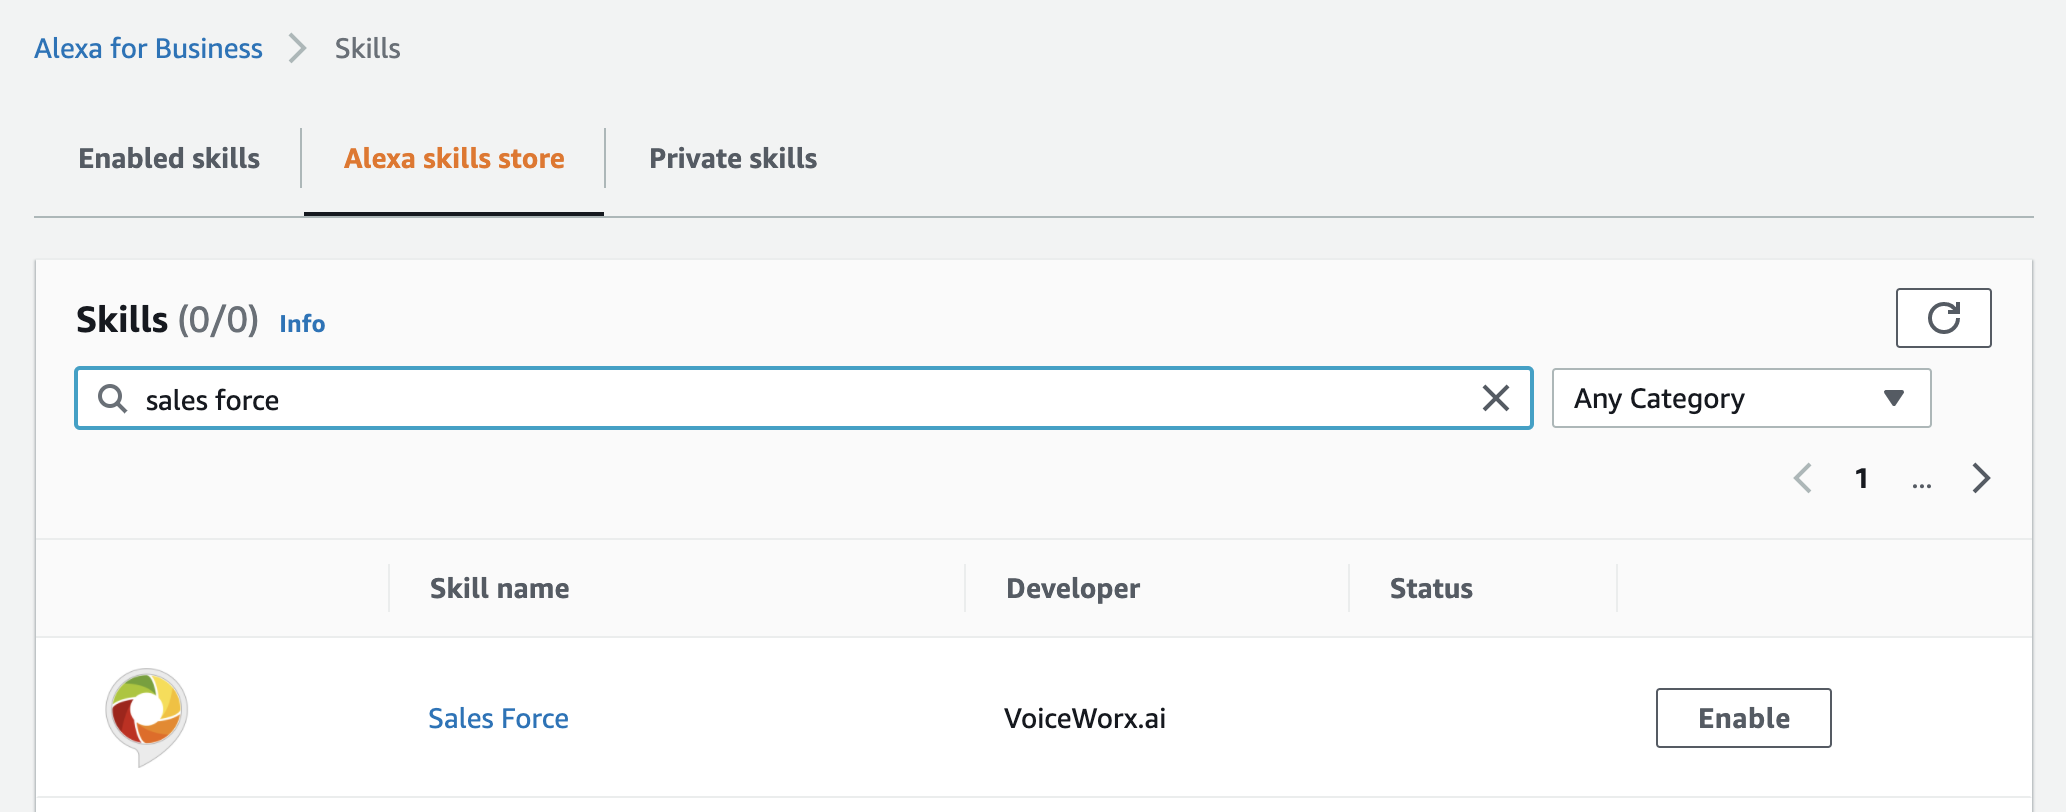 Alexa for Business Skills
Enabled skills Alexa skills store Private skills
Skills (0/0) Info
sales force Any Category
1 ...
Skill name Developer Status
Sales Force VoiceWorx.ai Enable